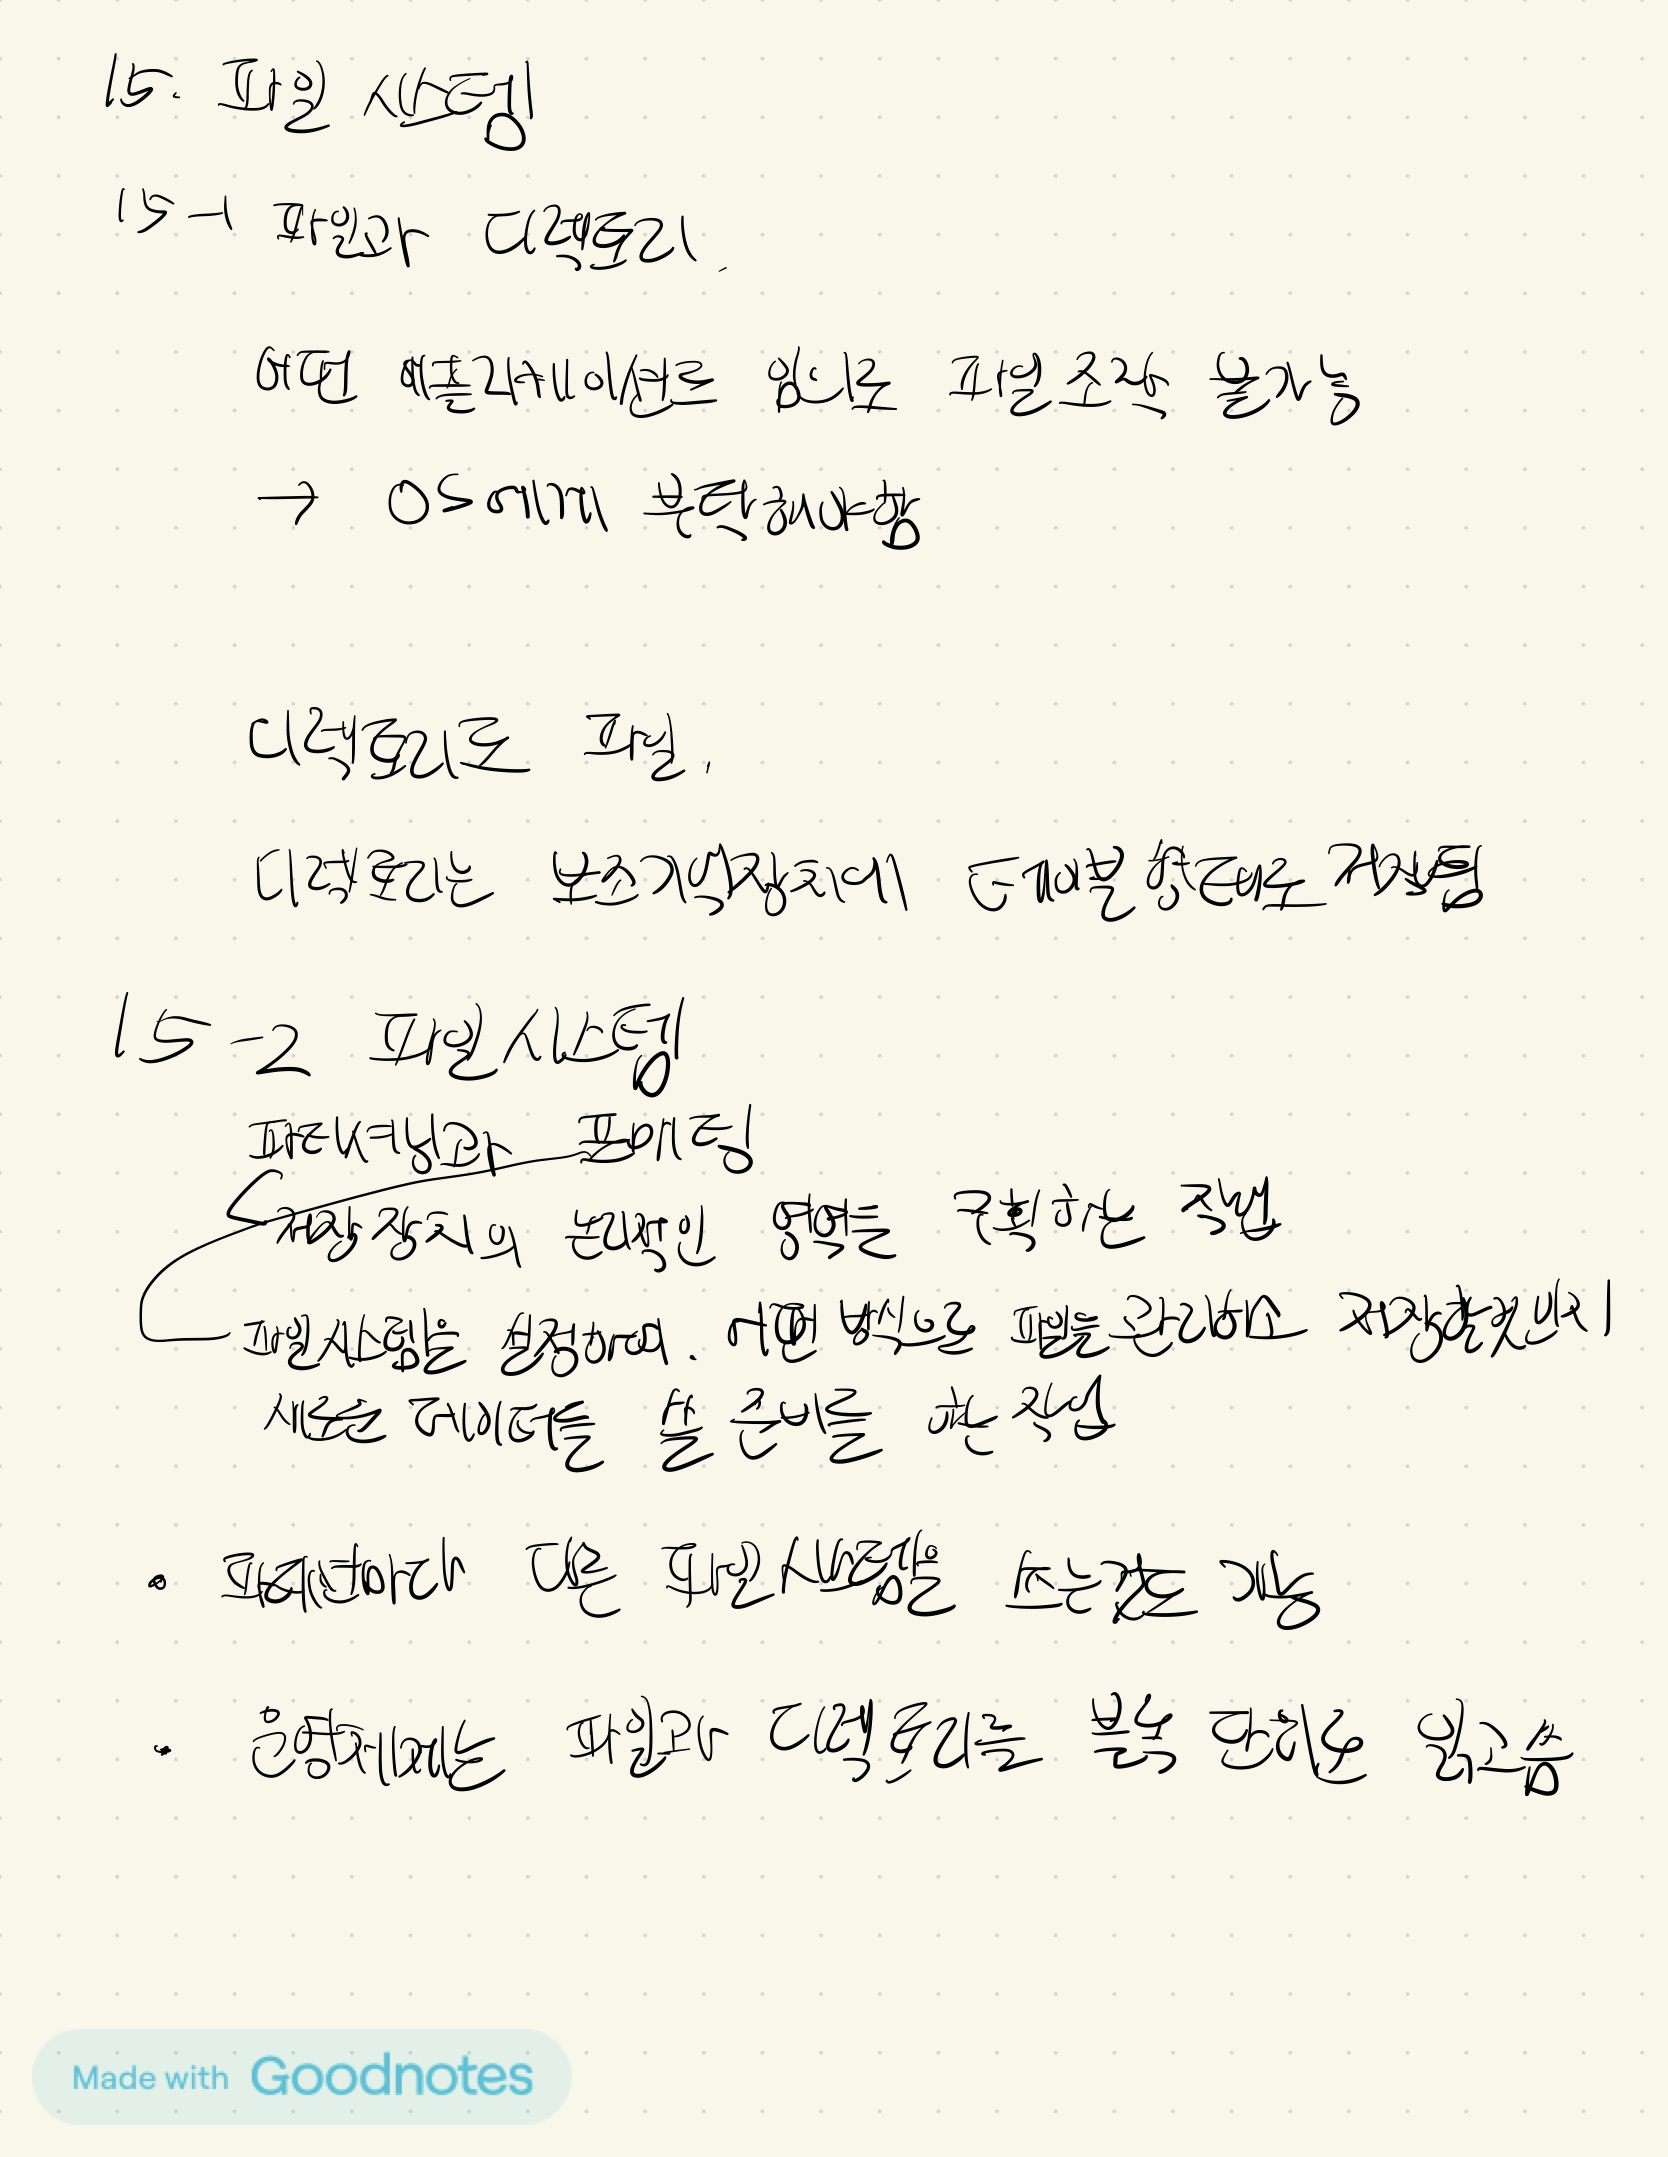 15. 파일 시스템
15-1 파일과 디렉토리.
어떤 애플리케이션도 임의로 파일조작 불가능
→ OS에게 부탁해야함
디렉토리도 파일.
디렉토리는 보조기억장치에 테이블 형태로 저장됨
15-2 파일시스템
파티셔닝과 포매팅
저장 장치의 논리적인 영역을 구획하는 작업
파일시스템을 설정하여. 어떤 방식으로 파일을 관리하고 저장할것인지
새로운 데이터를 쓸 준비를 한 작업
• 파티션마다 다른 파일시스템을 쓰는것도 가능
• 운영체제는 파일과 디렉토리를 블록 단위로 읽고씀
Made with Goodnotes